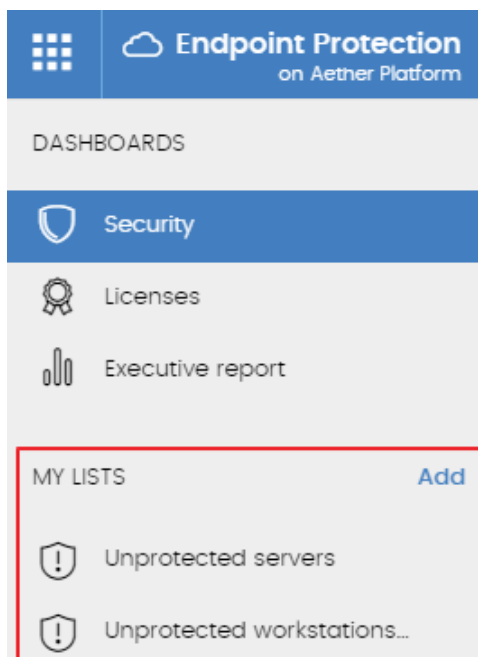 Endpoint Protection
on Aether Platform
DASHBOARDS
Security
Licenses
Executive report
MY LISTS Add
Unprotected servers
Unprotected workstations...